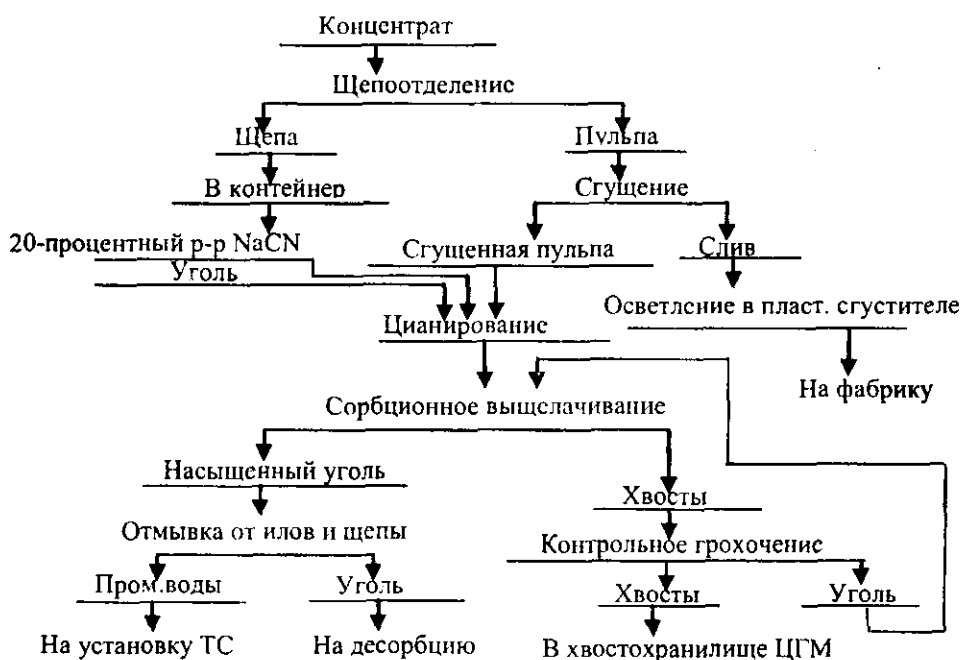 Концентрат
Щепоотделение
Щепа
Пульпа
В контейнер
Сгущение
20-процентный р-р NaCN
Сгущенная пульпа
Слив
Уголь
Осветление в пласт. сгустителе
Цианирование
На фабрику
Сорбционное выщелачивание
Насыщенный уголь
Хвосты
Отмывка от илов и щепы
Контрольное грохочение
Пром.воды
Уголь
Хвосты
Уголь
На установку ТС
На десорбцию
В хвостохранилище ЦГМ